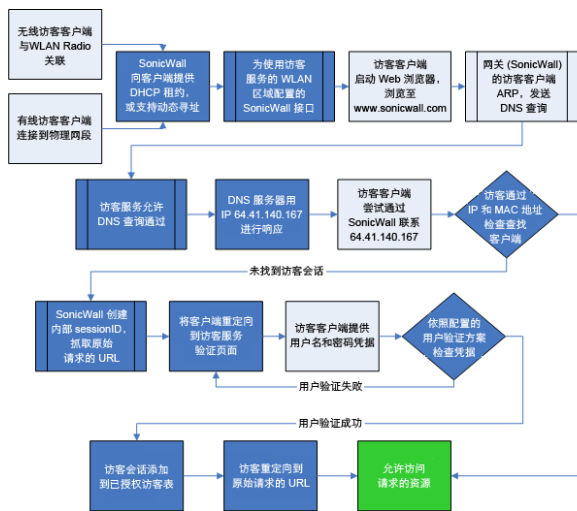 无线访客客户端
与WLAN Radio
关联
有线访客客户端
连接到物理网段
SonicWall
向客户端提供
DHCP 租约,
或支持动态寻址
为使用访客
服务的 WLAN
区域配置的
SonicWall 接口
访客客户端
启动 Web 浏览器,
浏览至
www.sonicwall.com
网关 (SonicWall)
的访客客户端
ARP，发送
DNS 查询
访客服务允许
DNS 查询通过
DNS 服务器用
IP 64.41.140.167
进行响应
访客客户端
尝试通过
SonicWall 联系
64.41.140.167
访客通过
IP 和 MAC 地址
检查查找
客户端
未找到访客会话
SonicWall 创建
内部 sessionID,
抓取原始
请求的 URL
将客户端重定向
到访客服务
验证页面
访客客户端提供
用户名和密码凭据
依照配置的
用户验证方案
检查凭据
用户验证失败
用户验证成功
访客会话添加
到已授权访客表
访客重定向到
原始请求的 URL
允许访问
请求的资源